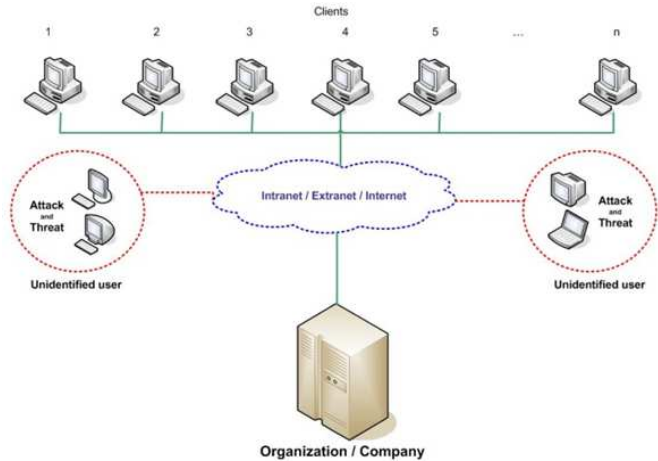 Clients
1 2 3 4 5 ... n
Attack
and
Threat
Unidentified user
Intranet / Extranet / Internet
Attack
and
Threat
Unidentified user
Organization / Company